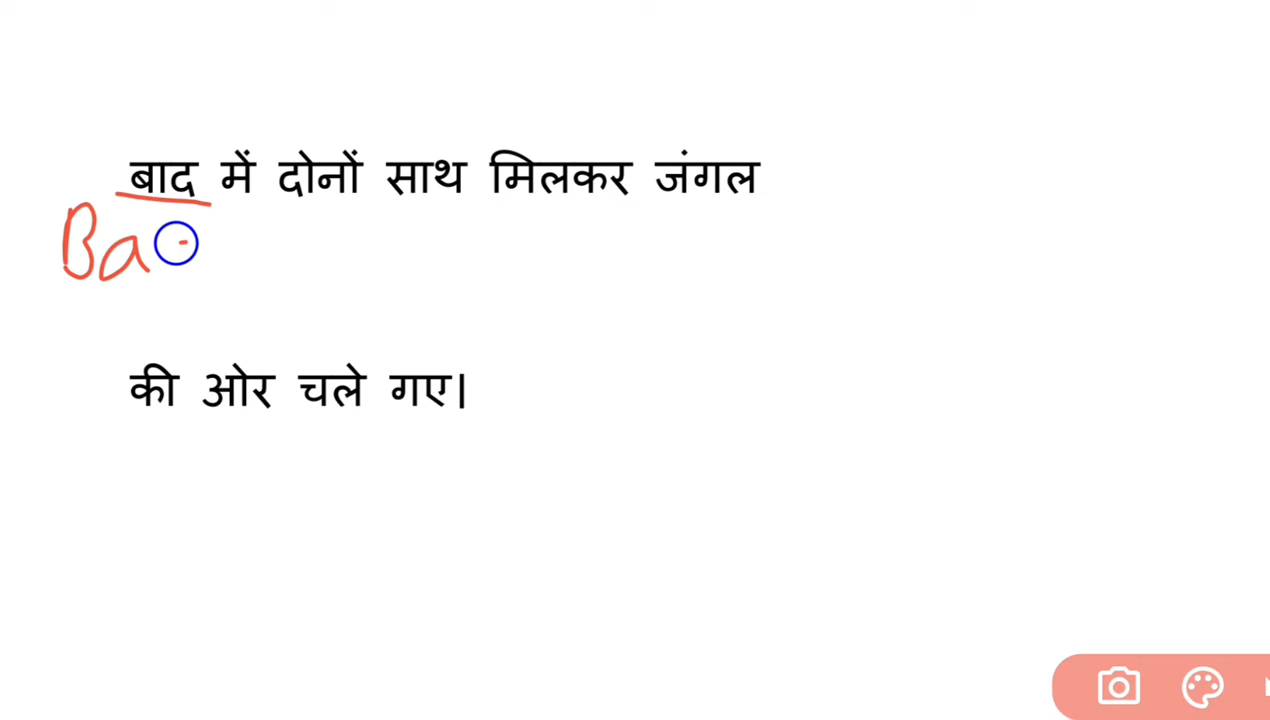 बाद में दोनों साथ मिलकर जंगल
Ba
की ओर चले गए।